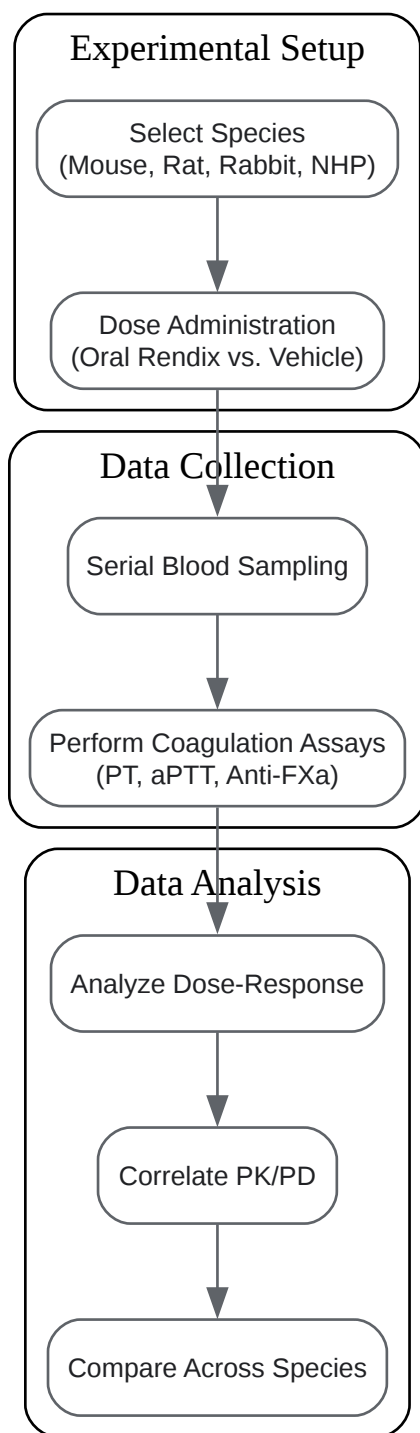 Experimental Setup
Select Species
(Mouse, Rat, Rabbit, NHP)
Dose Administration
(Oral Rendix vs. Vehicle)
Data Collection
Serial Blood Sampling
Perform Coagulation Assays
(PT, aPTT, Anti-FXa)
Data Analysis
Analyze Dose-Response
Correlate PK/PD
Compare Across Species